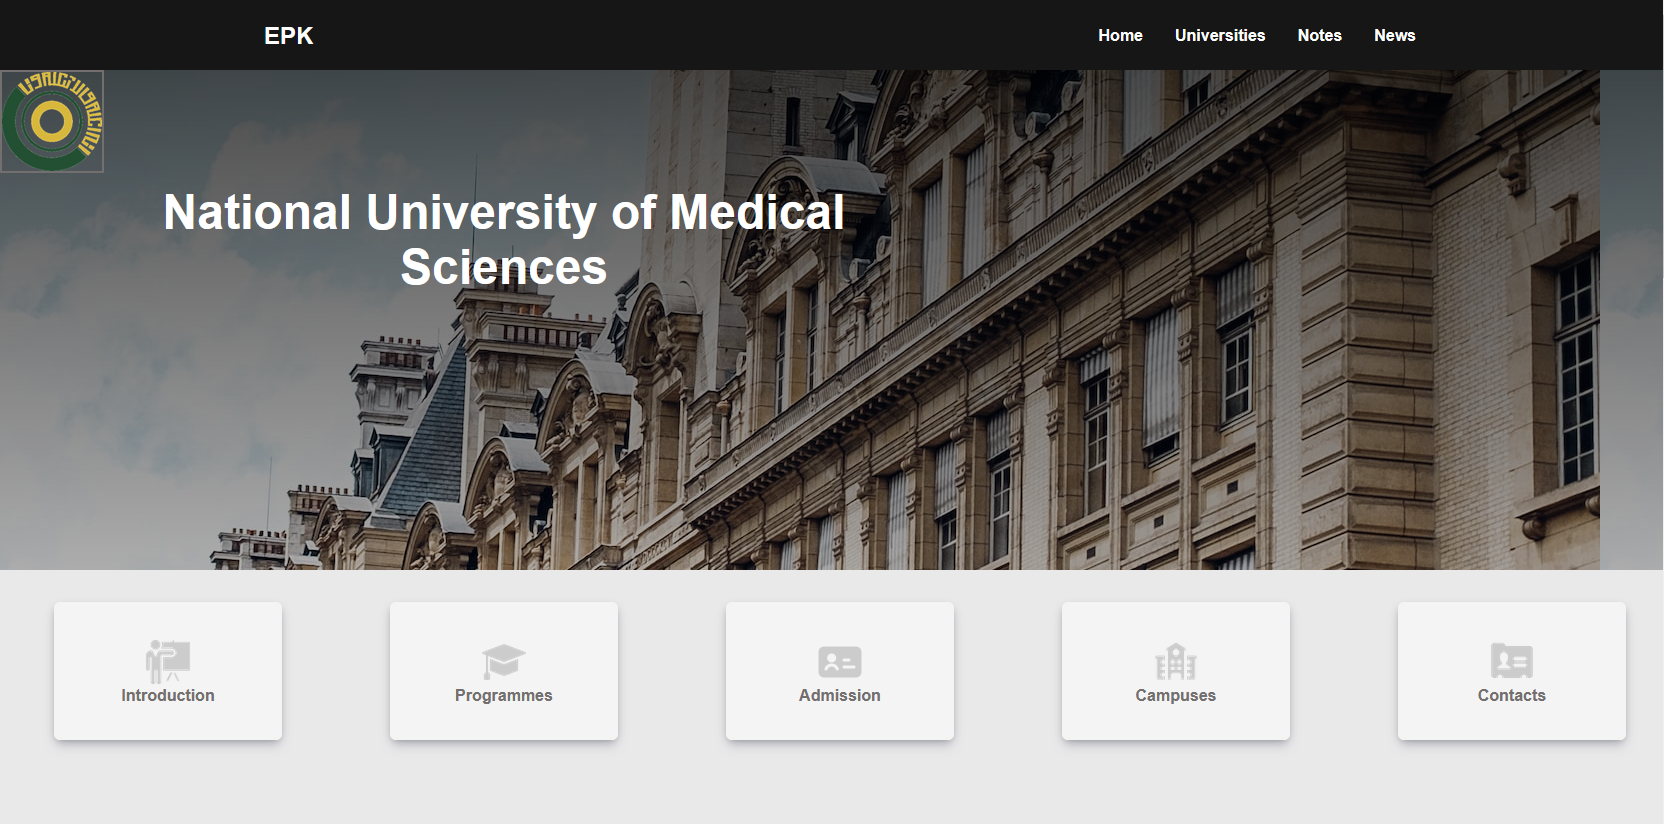 EPK
Home Universities Notes News
National University of Medical
Sciences
Introduction
Programmes
Admission
Campuses
Contacts